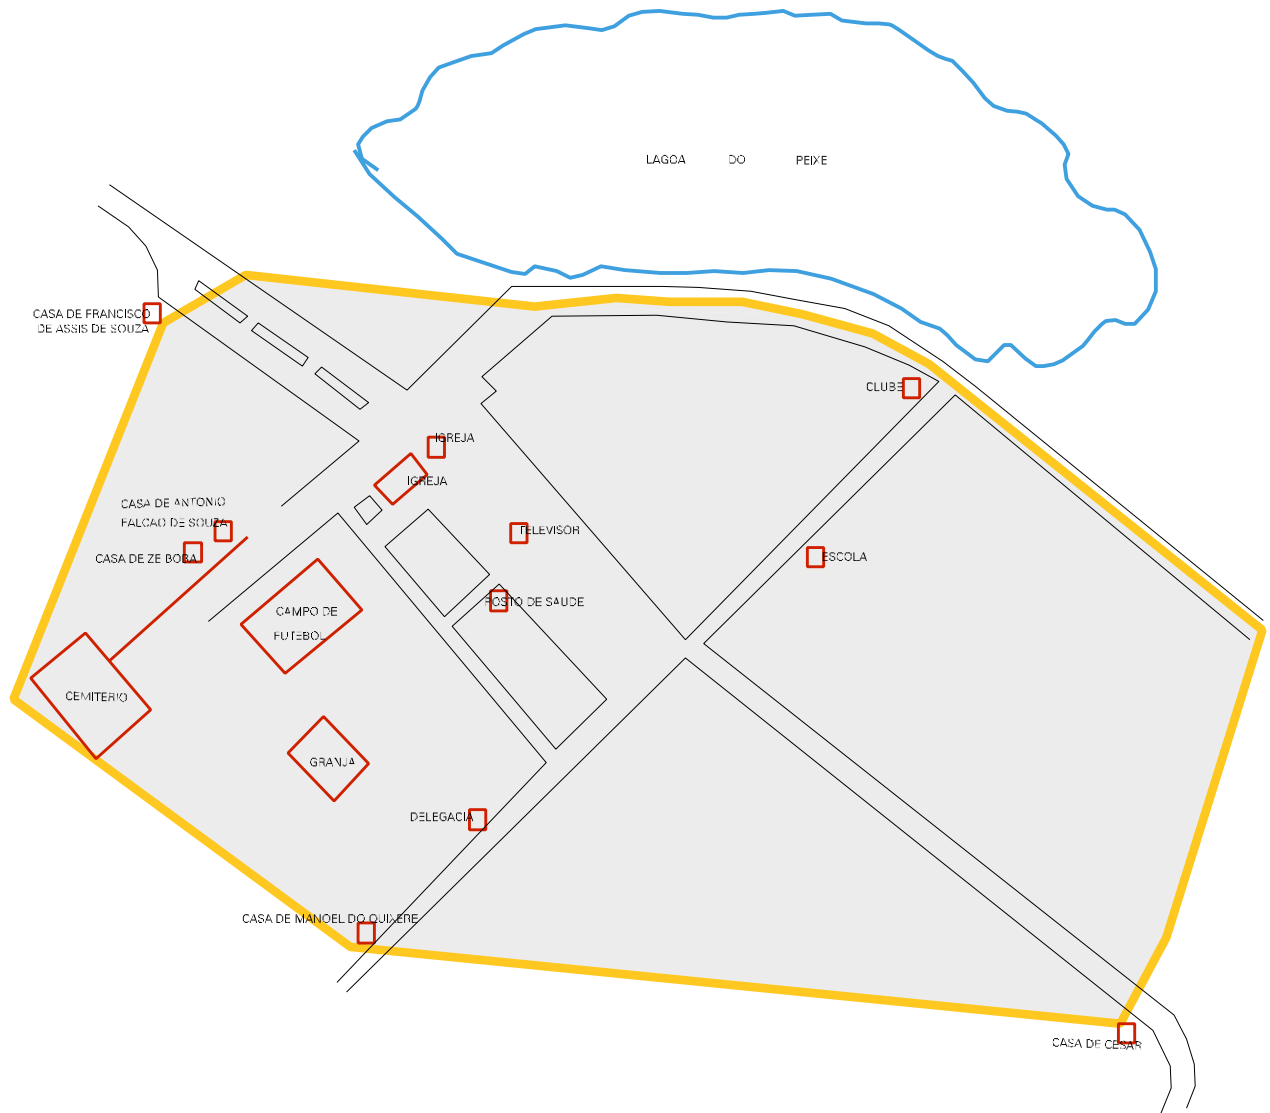 LAGOA DO PEIXE
CASA DE FRANCISCO
DE ASSIS DE SOUZA
CLUBE
IGREJA
IGREJA
CASA DE ANTONIO
FALCAO DE SOUZA
TELEVISOR
CASA DE ZE BOBA
ESCOLA
POSTO DE SAUDE
CAMPO DE
FUTEBOL
CEMITERIO
GRANJA
DELEGACIA
CASA DE MANOEL DO QUIXERE
CASA DE CESAR